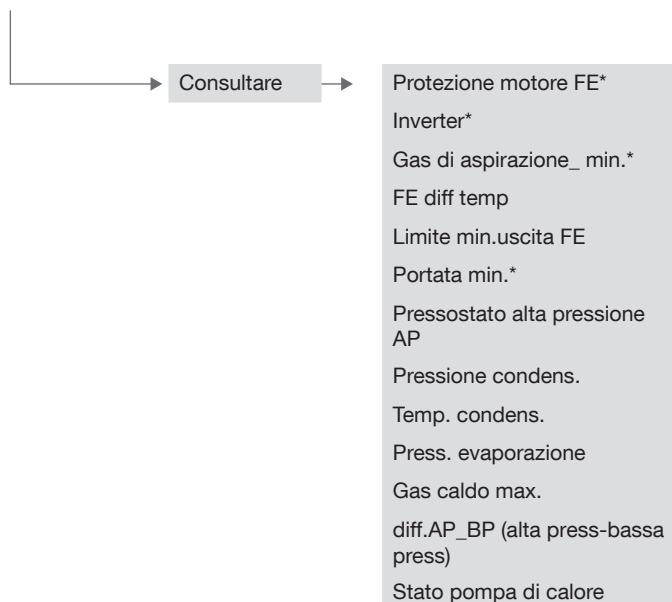 Consultare
Protezione motore FE*
Inverter*
Gas di aspirazione_ min.*
FE diff temp
Limite min.uscita FE
Portata min.*
Pressostato alta pressione
AP
Pressione condens.
Temp. condens.
Press. evaporazione
Gas caldo max.
diff.AP_BP (alta press-bassa
press)
Stato pompa di calore